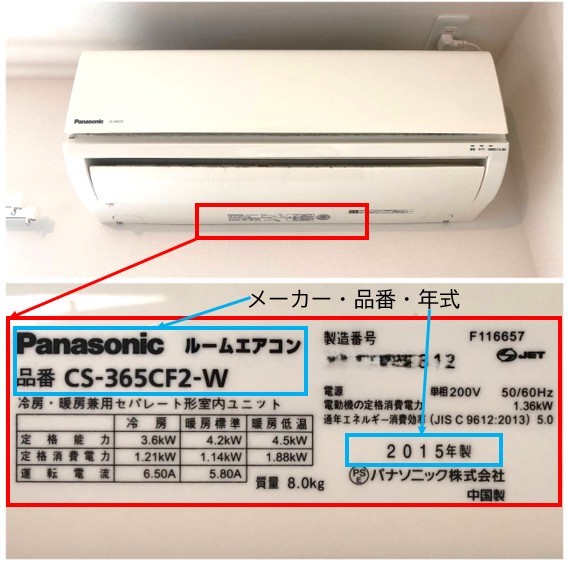 Panasonic
メーカー・品番・年式
Panasonic ルームエアコン
品番 CS-365CF2-W
冷房・暖房兼用セパレート形室内ユニット
冷房 暖房標準 暖房低温
定格能力 3.6kW 4.2kW 4.5kW
定格消費電力 1.21kW 1.14kW 1.88kW
運転電流 6.50A 5.80A
質量 8.0kg
製造番号 F116657
312
JET
電源 単相200V 50/60Hz
電動機の定格消費電力 1.36kW
通年エネルギー消費効率(JIS C 9612:2013) 5.0
2015年製
PSE パナソニック株式会社
中国製